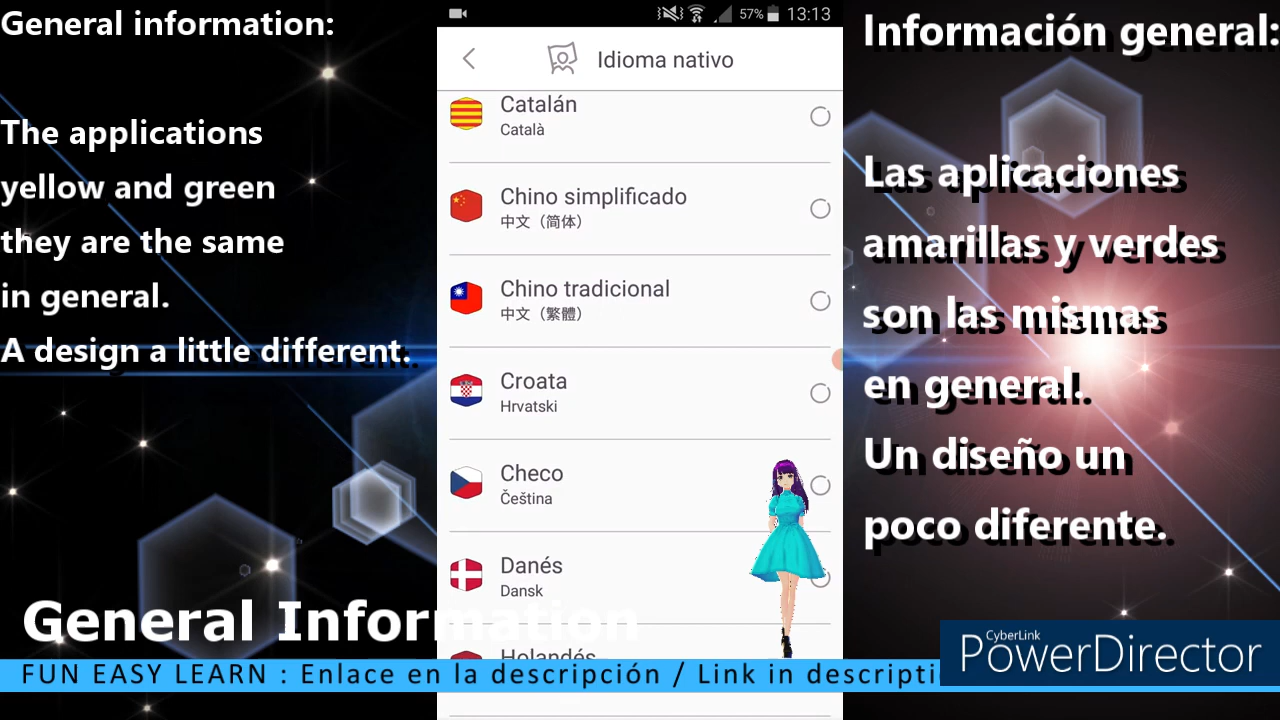 General information:
The applications
yellow and green
they are the same
in general.
A design a little different.
57% 13:13
Idioma nativo
Catalán
Català
Chino simplificado
中文（简体）
Chino tradicional
中文（繁體）
Croata
Hrvatski
Checo
Čeština
Danés
Dansk
Holandés
Información general:
Las aplicaciones
amarillas y verdes
son las mismas
en general.
Un diseño un
poco diferente.
General Information
FUN EASY LEARN : Enlace en la descripción / Link in descripti
CyberLink
PowerDirector